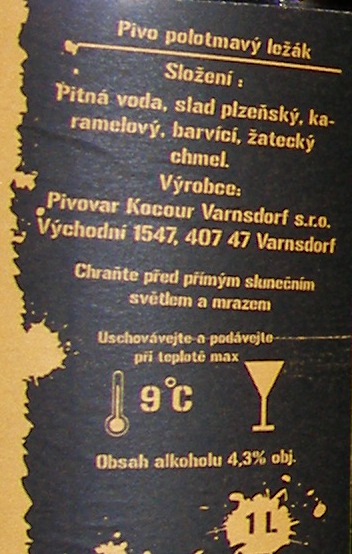 Pivo polotmavý ležák
Složení :
Pitná voda, slad plzeňský, ka-
ramelový, barvící, žatecký
chmel.
Výrobce:
Pivovar Kocour Varnsdorf s.r.o.
Východní 1547, 407 47 Varnsdorf
Chraňte před přímým slunečním
světlem a mrazem
Uschovávejte a podávejte
při teplotě max
9°C
Obsah alkoholu 4,3% obj.
1 L